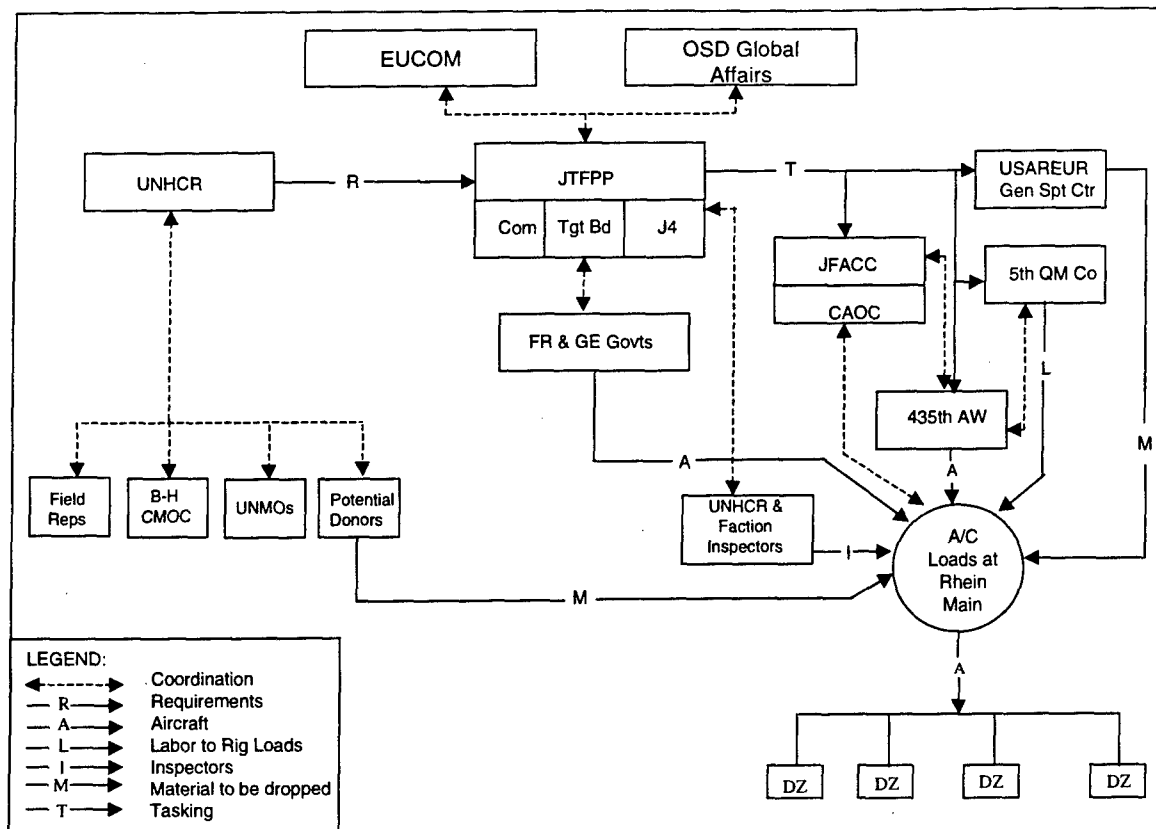 EUCOM
OSD Global
Affairs
UNHCR
R
JTFPP
Com
Tgt Bd
J4
T
USAREUR
Gen Spt Ctr
JFACC
CAOC
5th QM Co
FR & GE Govts
L
435th AW
M
A
A
Field
Reps
B-H
CMOC
UNMOs
Potential
Donors
UNHCR &
Faction
Inspectors
I
A/C
Loads at
Rhein
Main
M
A
LEGEND:
Coordination
R Requirements
A Aircraft
L Labor to Rig Loads
I Inspectors
M Material to be dropped
T Tasking
DZ
DZ
DZ
DZ